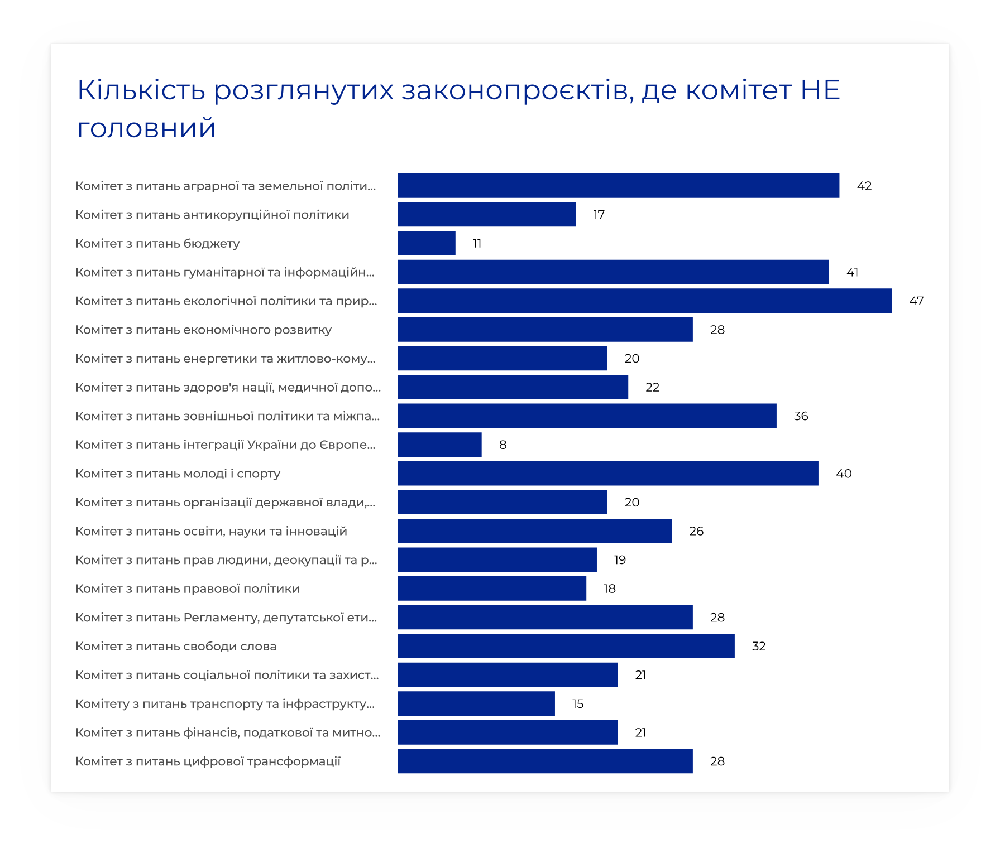 Кількість розглянутих законопроєктів, де комітет НЕ
головний
Комітет з питань аграрної та земельної політи... 42
Комітет з питань антикорупційної політики 17
Комітет з питань бюджету 11
Комітет з питань гуманітарної та інформаційн... 41
Комітет з питань екологічної політики та прир... 47
Комітет з питань економічного розвитку 28
Комітет з питань енергетики та житлово-кому... 20
Комітет з питань здоров'я нації, медичної допо... 22
Комітет з питань зовнішньої політики та міжпа... 36
Комітет з питань інтеграції України до Європе... 8
Комітет з питань молоді і спорту 40
Комітет з питань організації державної влади,... 20
Комітет з питань освіти, науки та інновацій 26
Комітет з питань прав людини, деокупації та р... 19
Комітет з питань правової політики 18
Комітет з питань Регламенту, депутатської ети... 28
Комітет з питань свободи слова 32
Комітет з питань соціальної політики та захист... 21
Комітету з питань транспорту та інфраструкту... 15
Комітет з питань фінансів, податкової та митно... 21
Комітет з питань цифрової трансформації 28